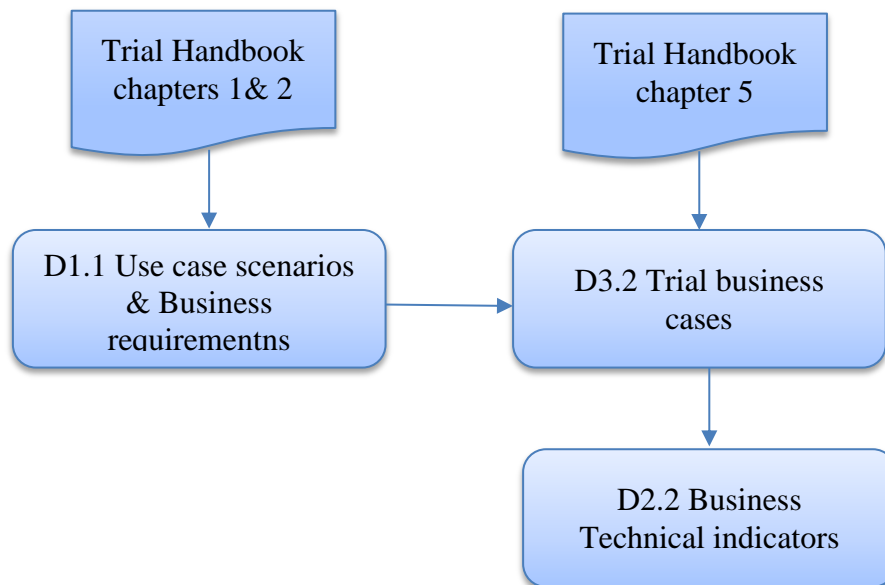 Trial Handbook
chapters 1& 2
Trial Handbook
chapter 5
D1.1 Use case scenarios
& Business
requirementns
D3.2 Trial business
cases
D2.2 Business
Technical indicators